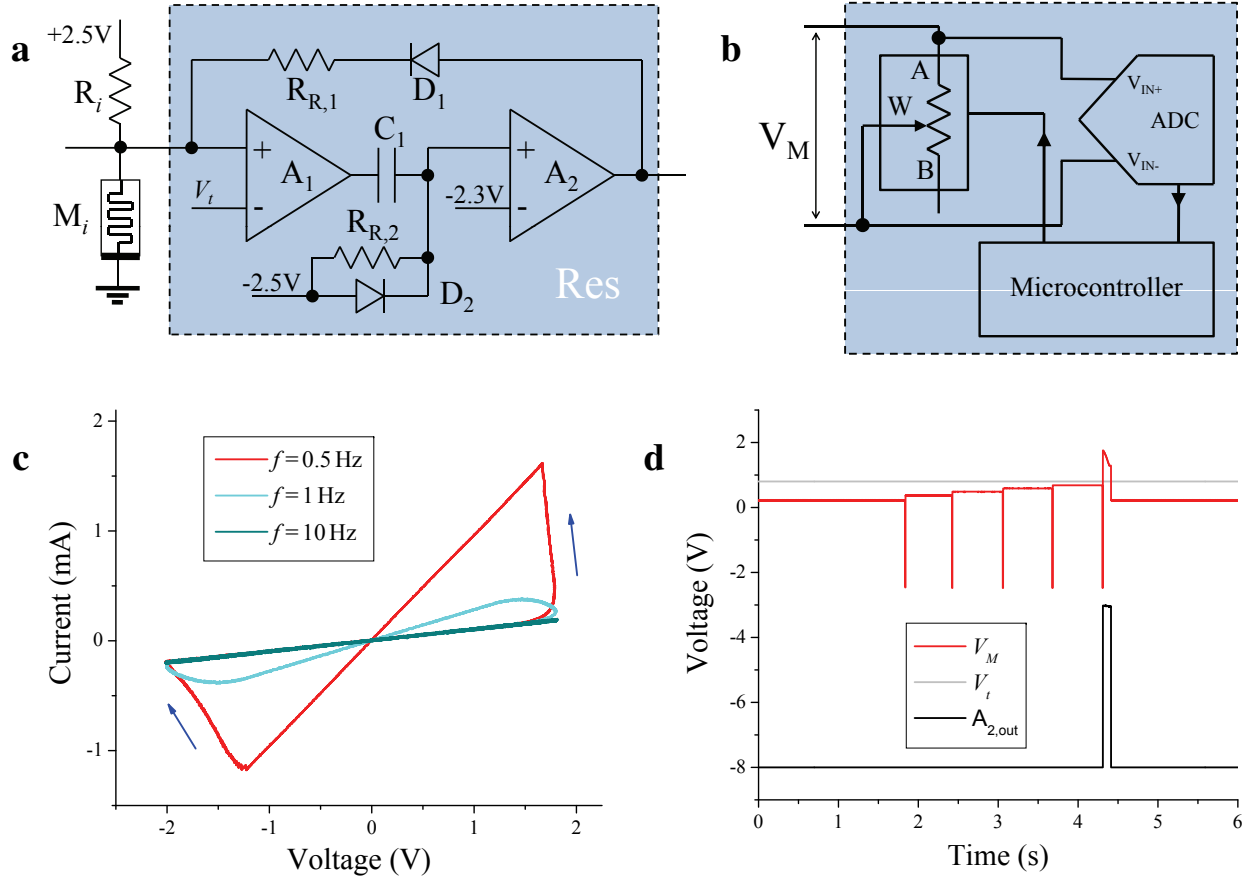 a
+2.5V
R_i
M_i
R_R,1
D_1
C_1
+
A_1
V_t
-
+
A_2
-2.3V
-
R_R,2
-2.5V
D_2
Res
b
V_M
A
W
B
V_IN+
ADC
V_IN-
Microcontroller
c
2
1
0
-1
Current (mA)
f = 0.5 Hz
f = 1 Hz
f = 10 Hz
-2 -1 0 1 2
Voltage (V)
d
2
0
-2
-4
-6
-8
Voltage (V)
V_M
V_t
A_2,out
0 1 2 3 4 5 6
Time (s)